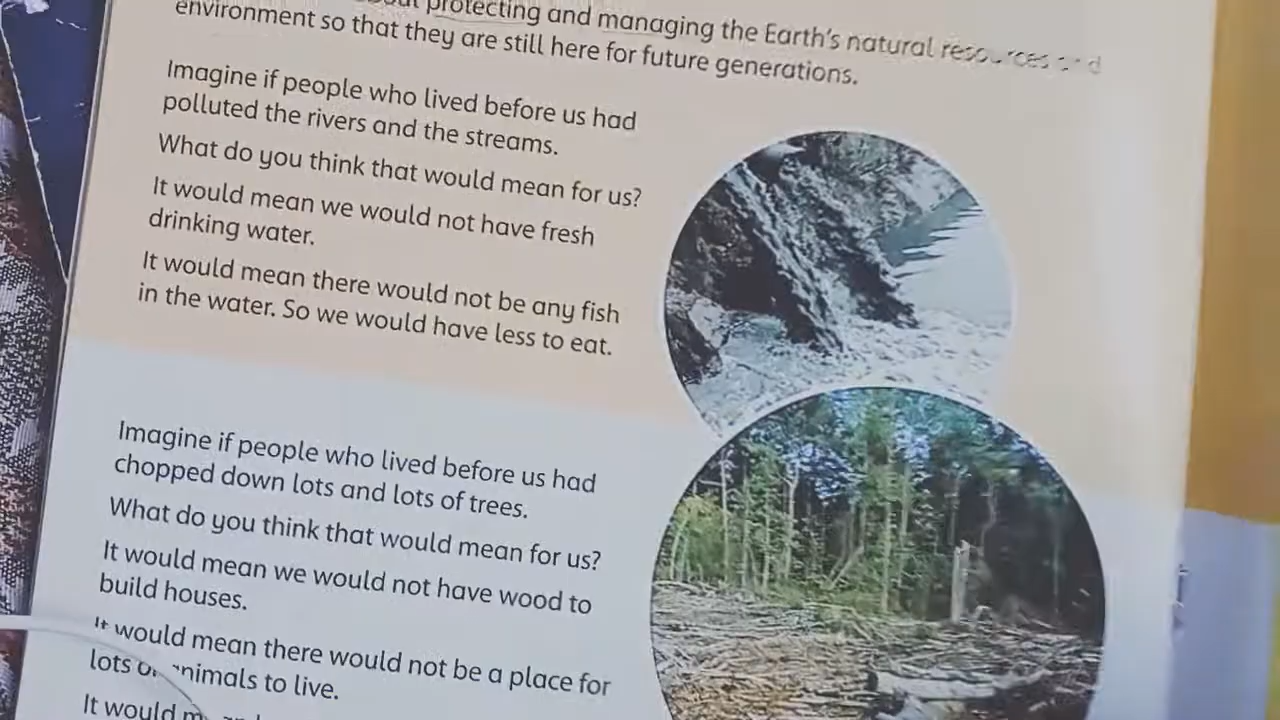 protecting and managing the Earth's natural resources and
environment so that they are still here for future generations.
Imagine if people who lived before us had
polluted the rivers and the streams.
What do you think that would mean for us?
It would mean we would not have fresh
drinking water.
It would mean there would not be any fish
in the water. So we would have less to eat.
Imagine if people who lived before us had
chopped down lots and lots of trees.
What do you think that would mean for us?
It would mean we would not have wood to
build houses.
It would mean there would not be a place for
lots of animals to live.
It would